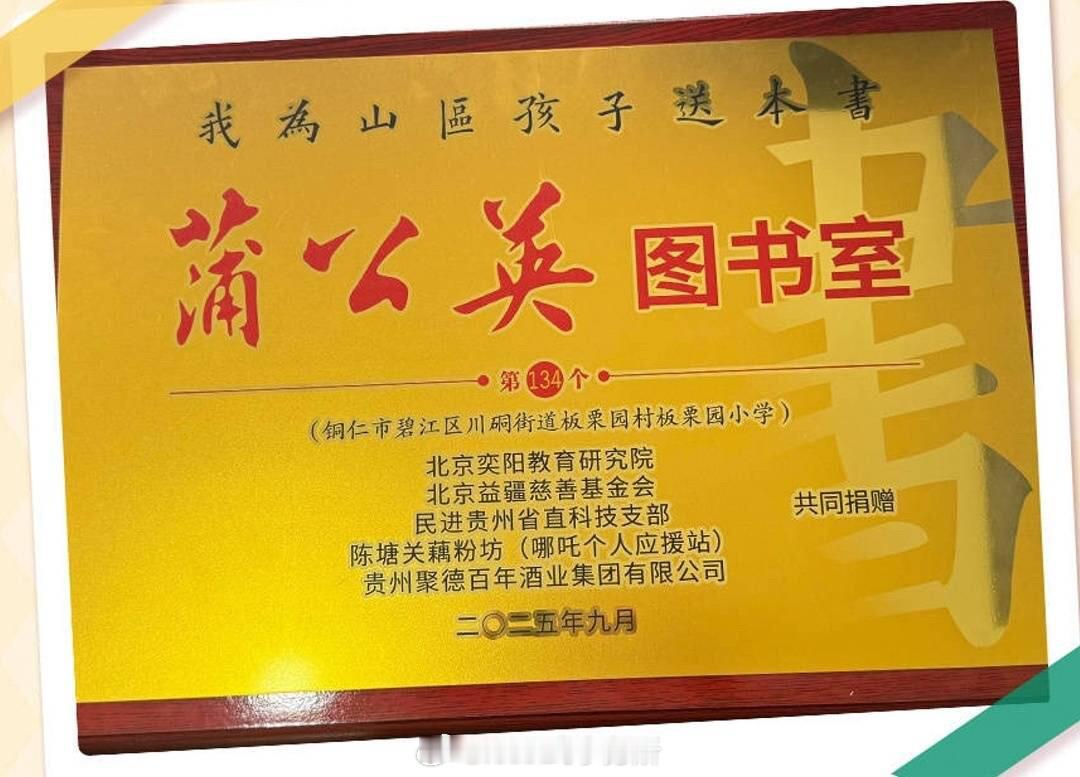 我為山區孩子送本書
蒲公英图书室
第134个
（铜仁市碧江区川硐街道板栗园村板栗园小学）
北京奕阳教育研究院
北京益疆慈善基金会
民进贵州省直科技支部
陈塘关藕粉坊（哪吒个人应援站）
贵州聚德百年酒业集团有限公司
共同捐赠
二〇二五年九月
书